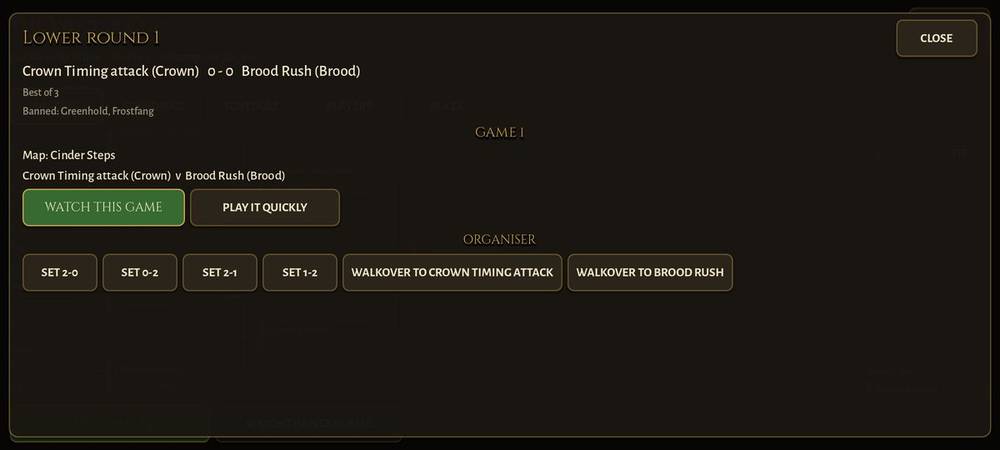 Lower round 1
CLOSE
Crown Timing attack (Crown) 0 - 0 Brood Rush (Brood)
Best of 3
Banned: Greenhold, Frostfang
GAME 1
Map: Cinder Steps
Crown Timing attack (Crown) v Brood Rush (Brood)
WATCH THIS GAME
PLAY IT QUICKLY
ORGANISER
SET 2-0
SET 0-2
SET 2-1
SET 1-2
WALKOVER TO CROWN TIMING ATTACK
WALKOVER TO BROOD RUSH